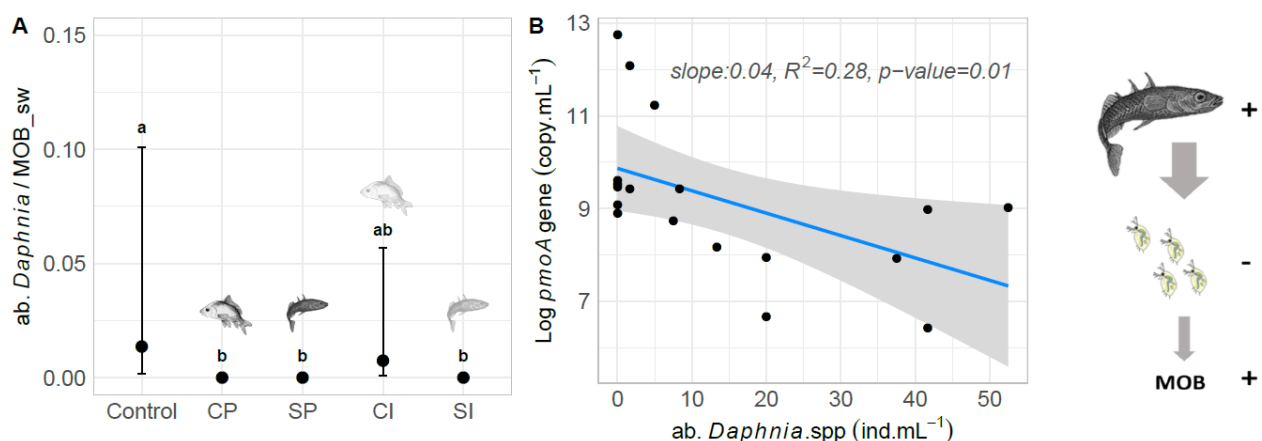 A
ab. Daphnia / MOB_sw
0.15
0.10
0.05
0.00
a
b
b
ab
b
Control CP SP CI SI
B
Log pmoA gene (copy.mL⁻¹)
13
11
9
7
slope:0.04, R²=0.28, p−value=0.01
0 10 20 30 40 50
ab. Daphnia.spp (ind.mL⁻¹)
+
-
MOB +